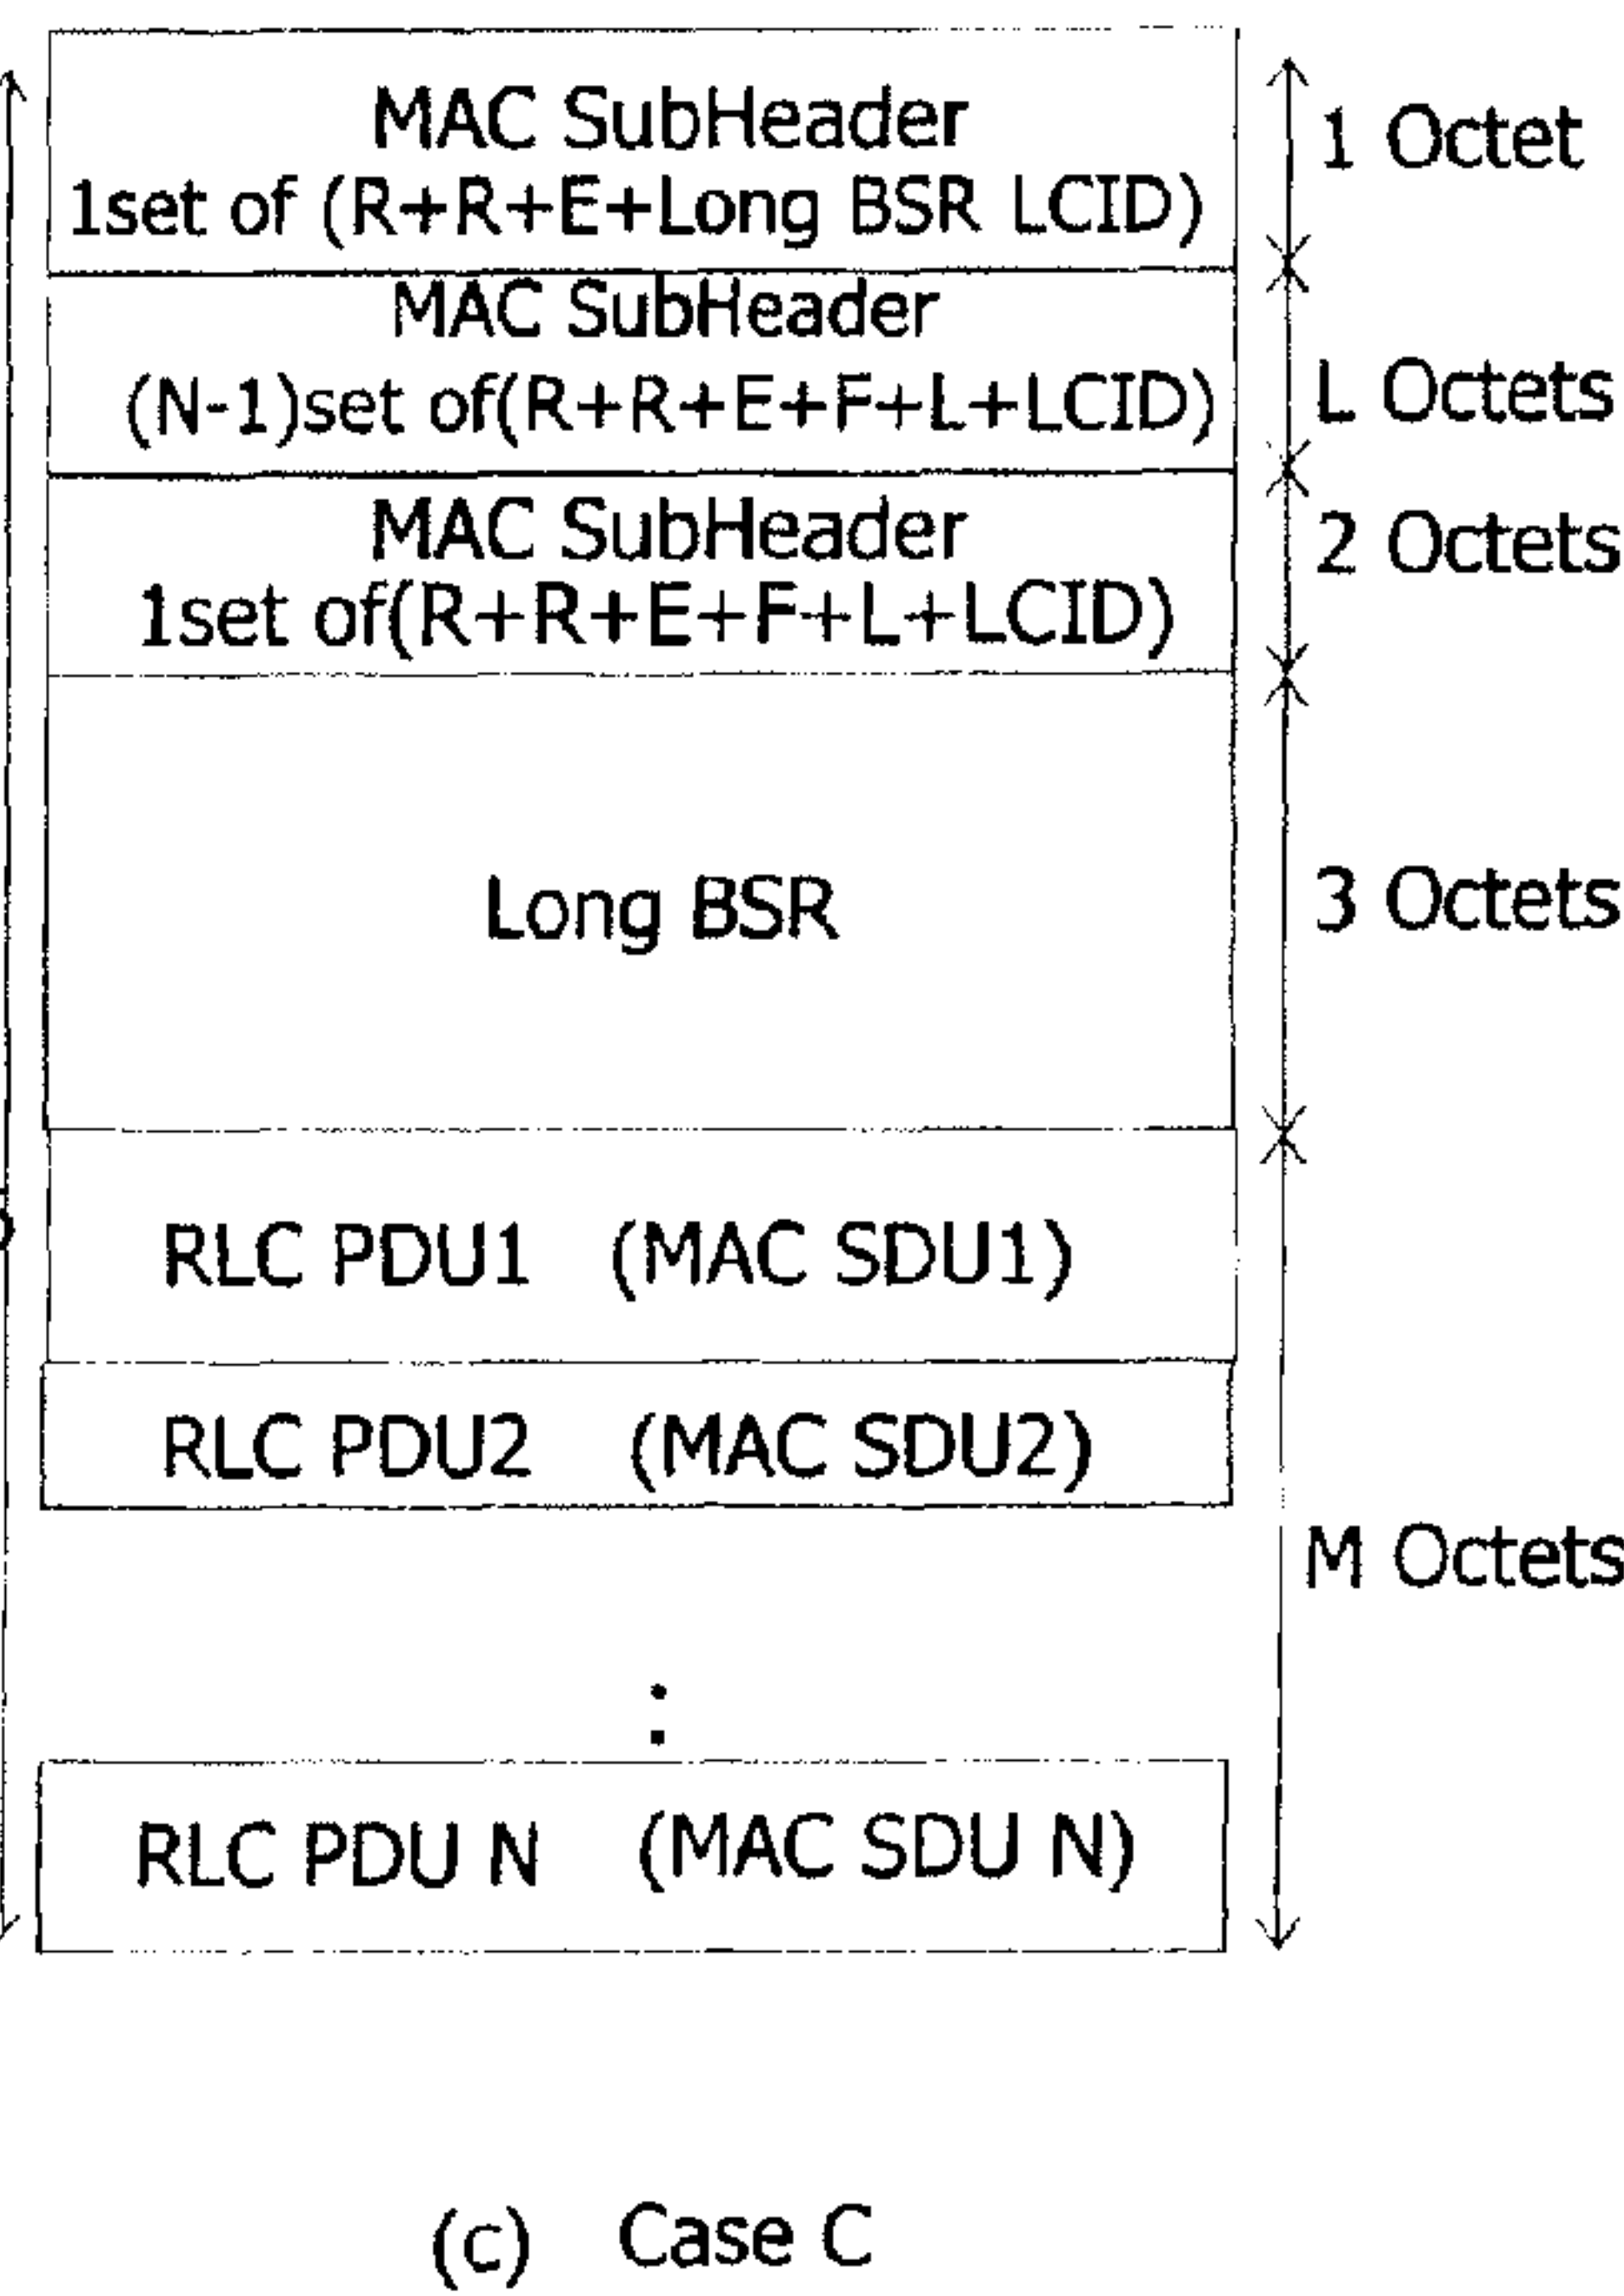 MAC SubHeader
1set of (R+R+E+Long BSR LCID)
1 Octet
MAC SubHeader
(N-1)set of(R+R+E+F+L+LCID)
L Octets
MAC SubHeader
1set of(R+R+E+F+L+LCID)
2 Octets
Long BSR
3 Octets
RLC PDU1 (MAC SDU1)
RLC PDU2 (MAC SDU2)
M Octets
:
RLC PDU N (MAC SDU N)
(c) Case C